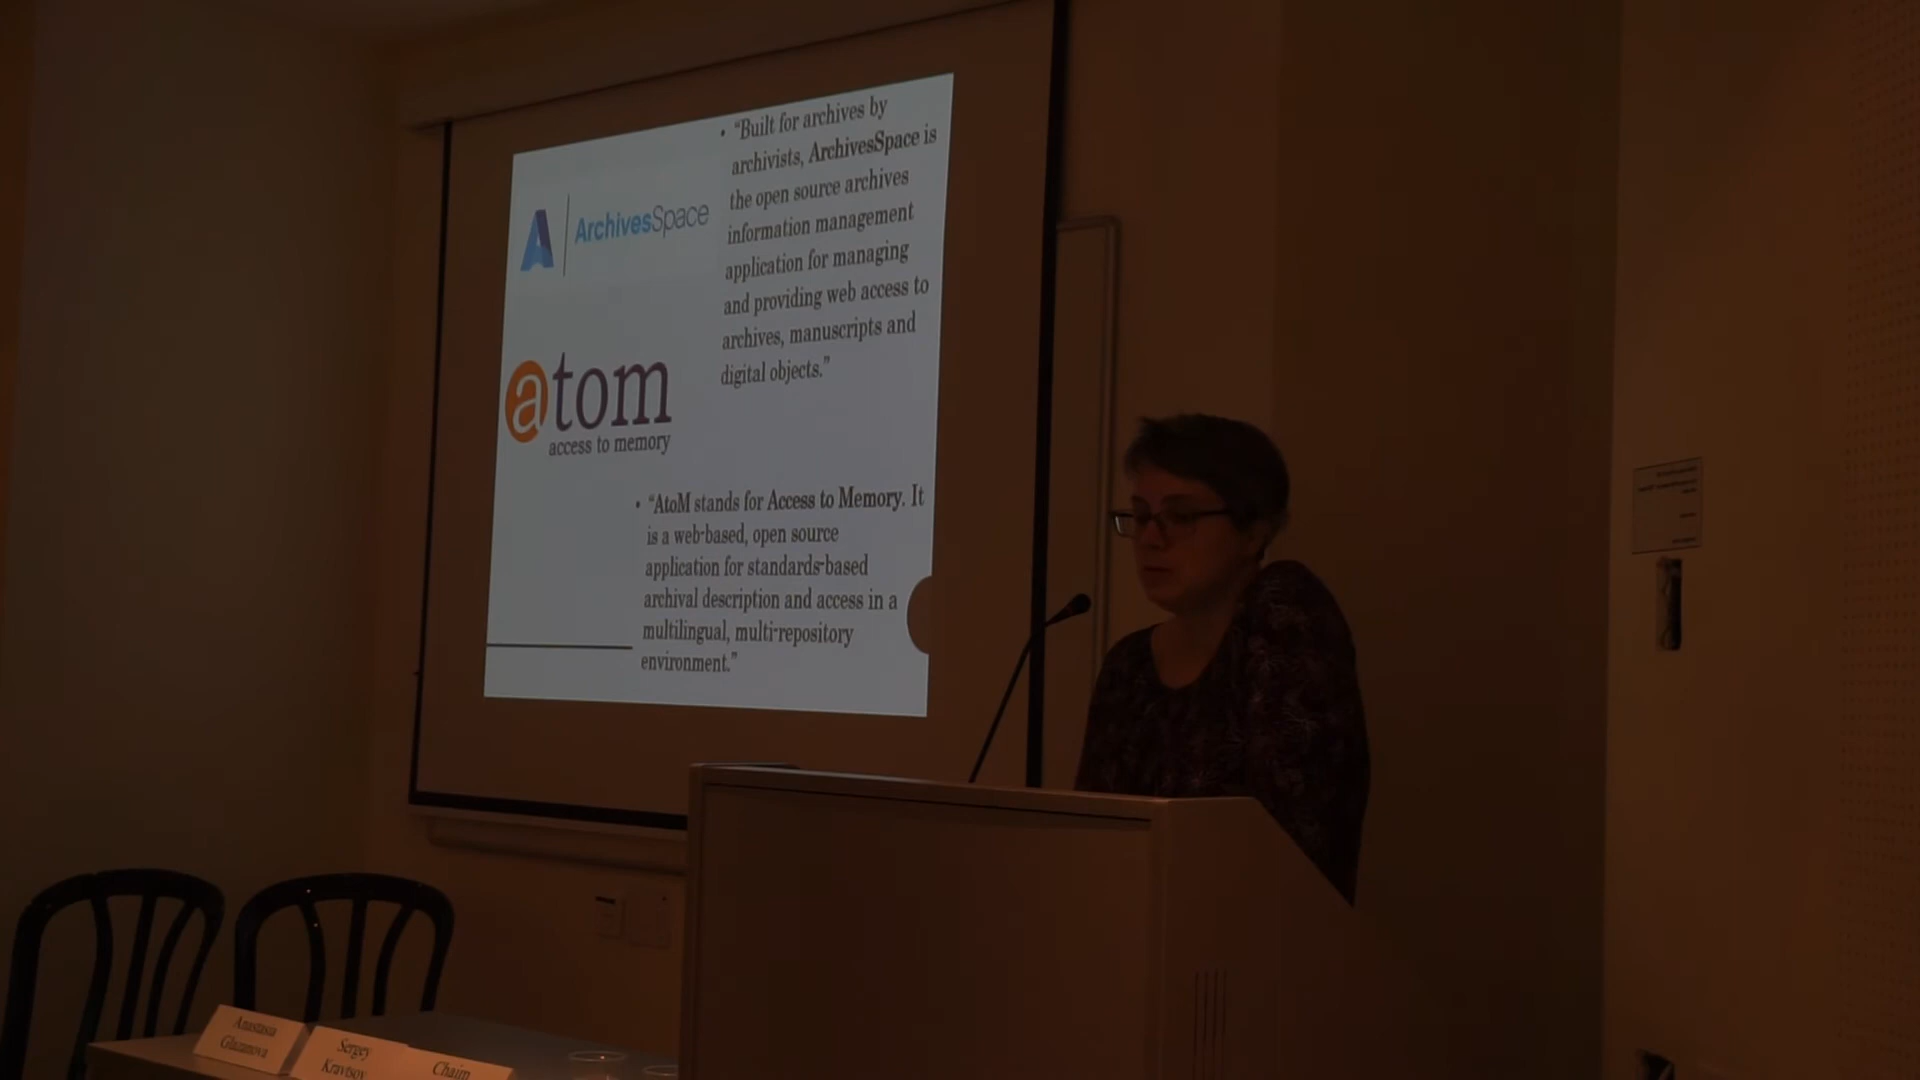 ArchivesSpace
• “Built for archives by
archivists, ArchivesSpace is
the open source archives
information management
application for managing
and providing web access to
archives, manuscripts and
digital objects.”
atom
access to memory
• “AtoM stands for Access to Memory. It
is a web-based, open source
application for standards-based
archival description and access in a
multilingual, multi-repository
environment.”
Anastasia
Glazanova
Sergey
Kravtsov
Chaim